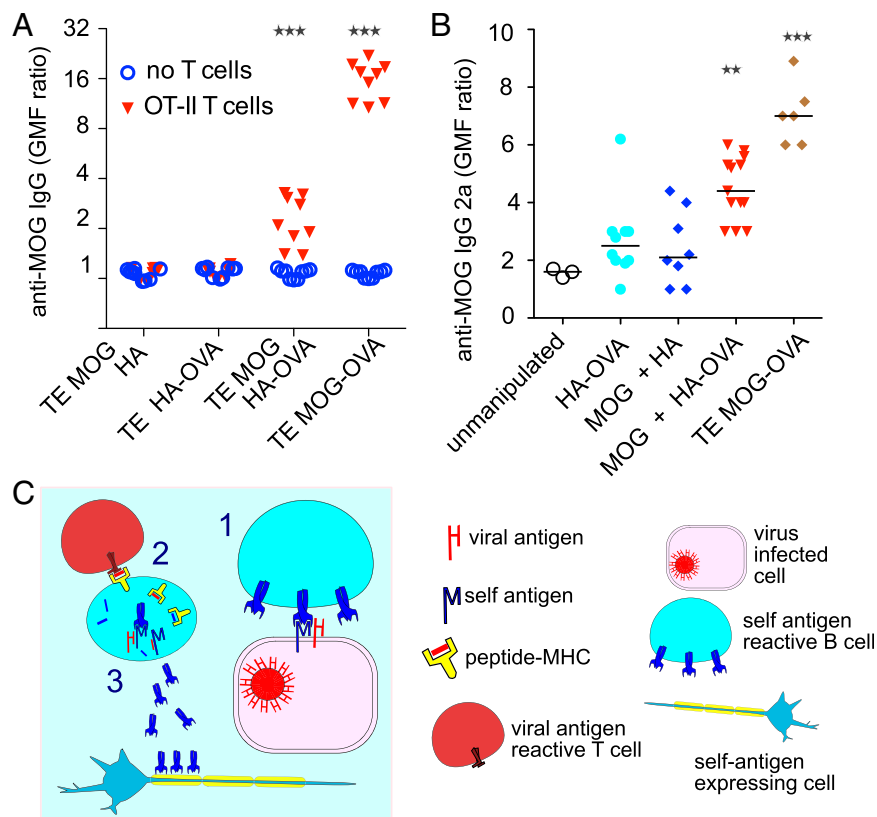 A
anti-MOG IgG (GMF ratio)
32
16
8
4
2
1
★★★
★★★
no T cells
OT-II T cells
TE MOG
HA
TE HA-OVA
TE MOG
HA-OVA
TE MOG-OVA
B
anti-MOG IgG 2a (GMF ratio)
10
8
6
4
2
0
★★
★★★
unmanipulated
HA-OVA
MOG + HA
MOG + HA-OVA
TE MOG-OVA
C
1
2
3
H
M
M
H
M
H
viral antigen
M
self antigen
peptide-MHC
viral antigen
reactive T cell
virus
infected
cell
self antigen
reactive B cell
self-antigen
expressing cell